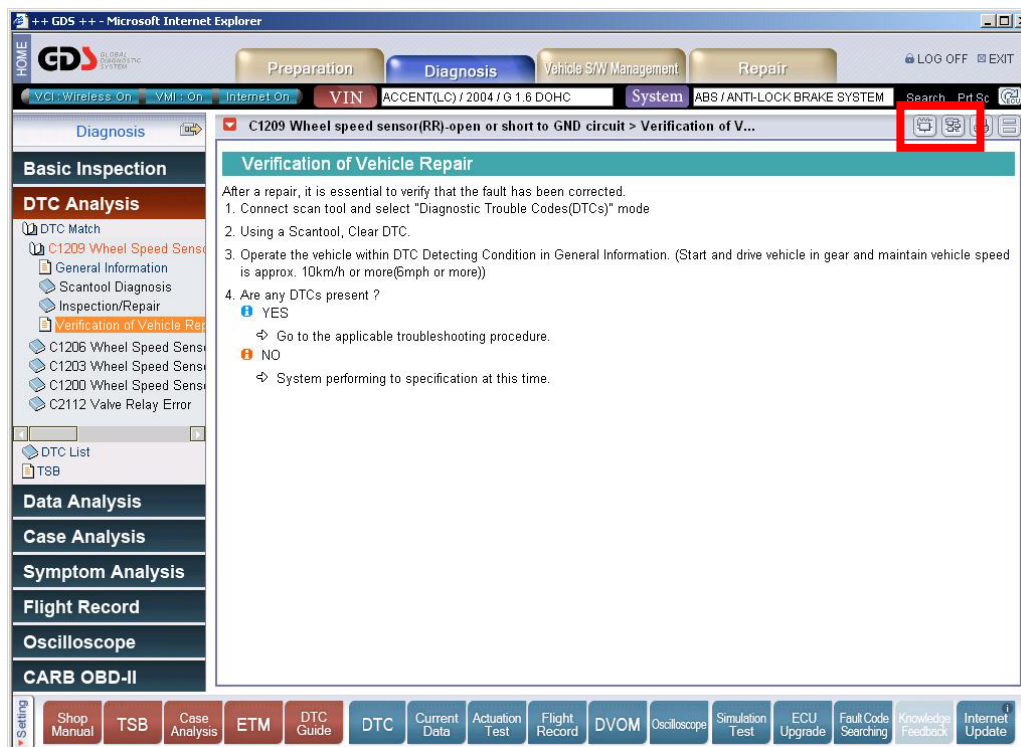 ++ GDS ++ - Microsoft Internet Explorer
HOME
GDS GLOBAL DIAGNOSTIC SYSTEM
Preparation Diagnosis Vehicle S/W Management Repair
LOG OFF EXIT
VCI : Wireless On VMI : On Internet On VIN ACCENT(LC) / 2004 / G 1.6 DOHC System ABS / ANTI-LOCK BRAKE SYSTEM Search Prt Sc
Diagnosis
Basic Inspection
DTC Analysis
DTC Match
C1209 Wheel Speed Senso
General Information
Scantool Diagnosis
Inspection/Repair
Verification of Vehicle Rep
C1206 Wheel Speed Senso
C1203 Wheel Speed Senso
C1200 Wheel Speed Senso
C2112 Valve Relay Error
DTC List
TSB
Data Analysis
Case Analysis
Symptom Analysis
Flight Record
Oscilloscope
CARB OBD-II
C1209 Wheel speed sensor(RR)-open or short to GND circuit > Verification of V...
Verification of Vehicle Repair
After a repair, it is essential to verify that the fault has been corrected.
1. Connect scan tool and select "Diagnostic Trouble Codes(DTCs)" mode
2. Using a Scantool, Clear DTC.
3. Operate the vehicle within DTC Detecting Condition in General Information. (Start and drive vehicle in gear and maintain vehicle speed
is approx. 10km/h or more(6mph or more))
4. Are any DTCs present ?
YES
Go to the applicable troubleshooting procedure.
NO
System performing to specification at this time.
Setting
Shop Manual
TSB
Case Analysis
ETM
DTC Guide
DTC
Current Data
Actuation Test
Flight Record
DVOM
Oscilloscope
Simulation Test
ECU Upgrade
Fault Code Searching
Knowledge Feedback
Internet Update